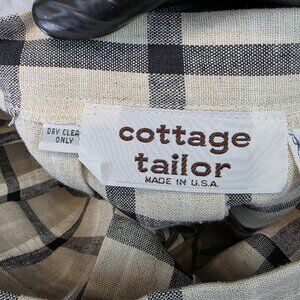 DRY CLEAN
ONLY
cottage
tailor
MADE IN U.S.A.